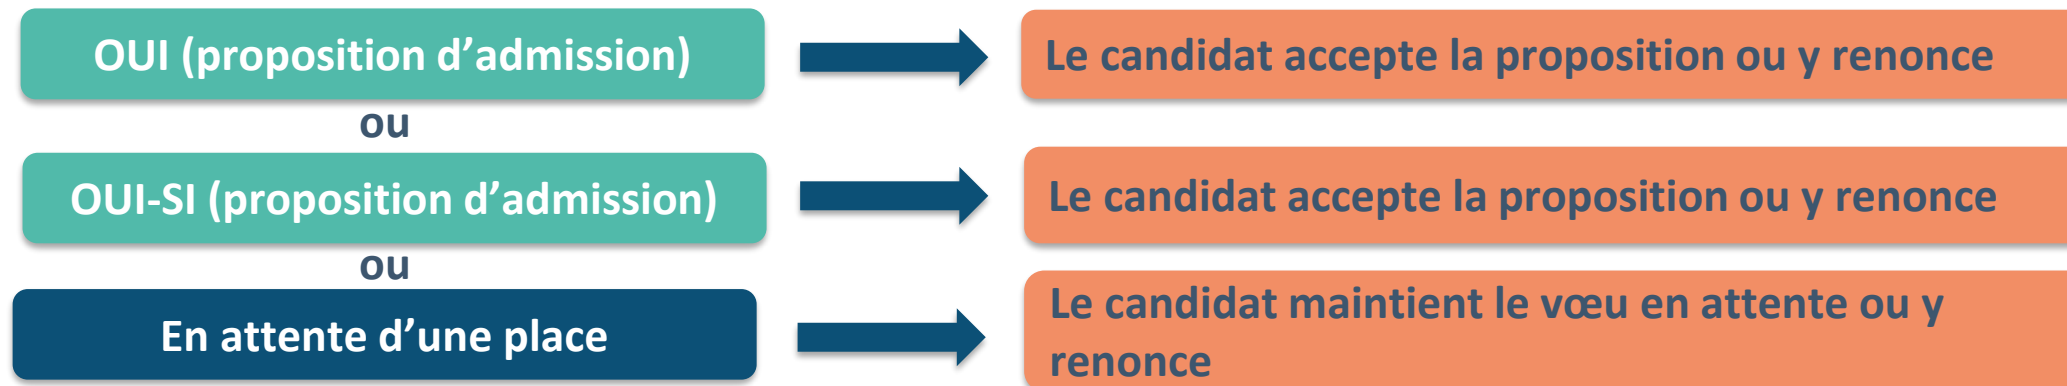 OUI (proposition d’admission)
Le candidat accepte la proposition ou y renonce
ou
OUI-SI (proposition d’admission)
Le candidat accepte la proposition ou y renonce
ou
En attente d’une place
Le candidat maintient le vœu en attente ou y
renonce